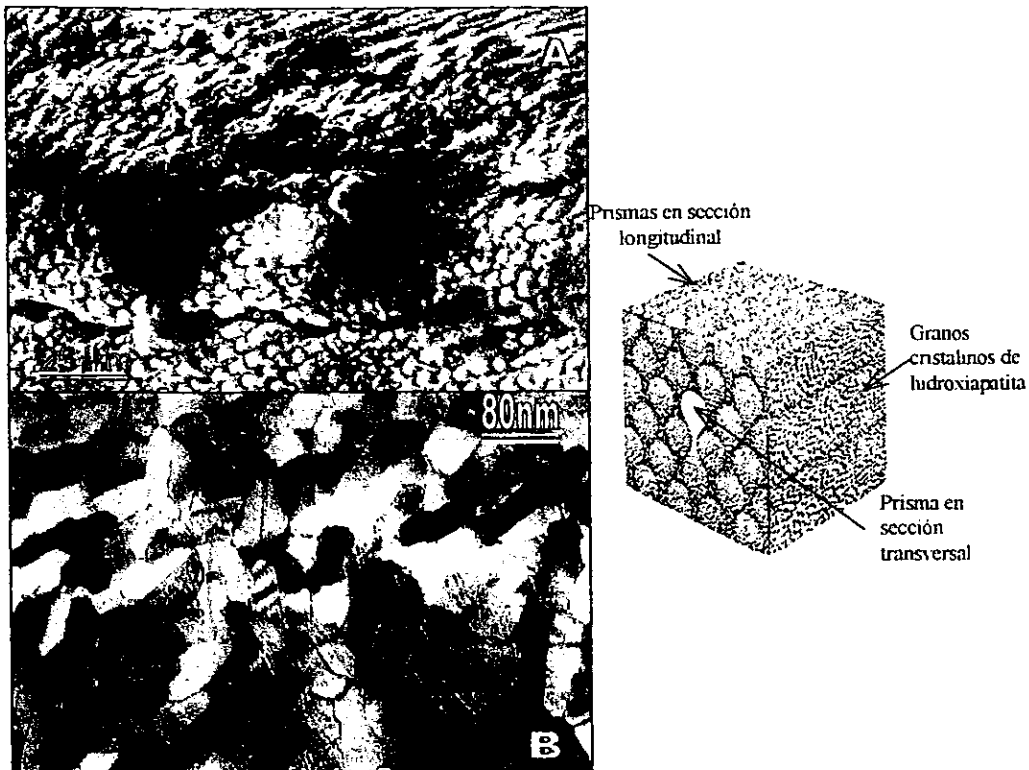 A
80nm
B
Prismas en sección
longitudinal
Granos
cristalinos de
hidroxiapatita
Prisma en
sección
transversal